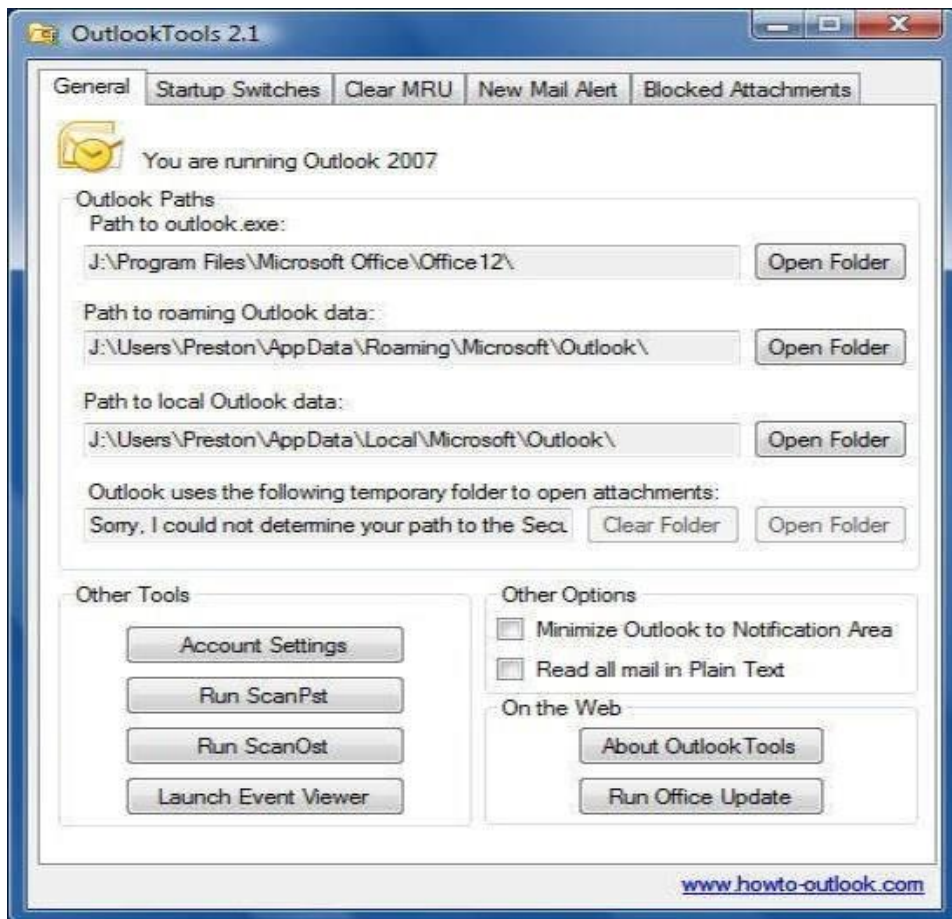 OutlookTools 2.1
General Startup Switches Clear MRU New Mail Alert Blocked Attachments
You are running Outlook 2007
Outlook Paths
Path to outlook.exe:
J:\Program Files\Microsoft Office\Office12\ Open Folder
Path to roaming Outlook data:
J:\Users\Preston\AppData\Roaming\Microsoft\Outlook\ Open Folder
Path to local Outlook data:
J:\Users\Preston\AppData\Local\Microsoft\Outlook\ Open Folder
Outlook uses the following temporary folder to open attachments:
Sorry, I could not determine your path to the Secu Clear Folder Open Folder
Other Tools
Account Settings
Run ScanPst
Run ScanOst
Launch Event Viewer
Other Options
Minimize Outlook to Notification Area
Read all mail in Plain Text
On the Web
About OutlookTools
Run Office Update
www.howto-outlook.com